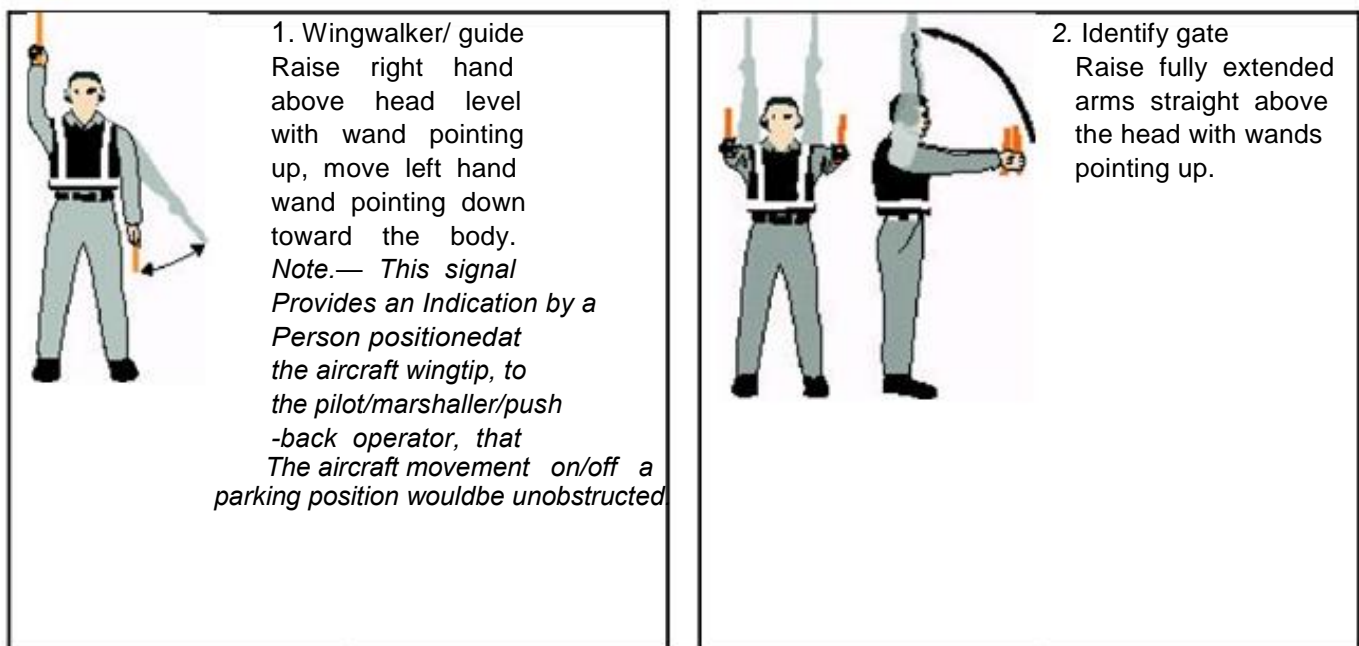 1. Wingwalker/ guide
Raise right hand
above head level
with wand pointing
up, move left hand
wand pointing down
toward the body.
Note.— This signal
Provides an Indication by a
Person positionedat
the aircraft wingtip, to
the pilot/marshaller/push
-back operator, that
The aircraft movement on/off a
parking position wouldbe unobstructed.
2. Identify gate
Raise fully extended
arms straight above
the head with wands
pointing up.